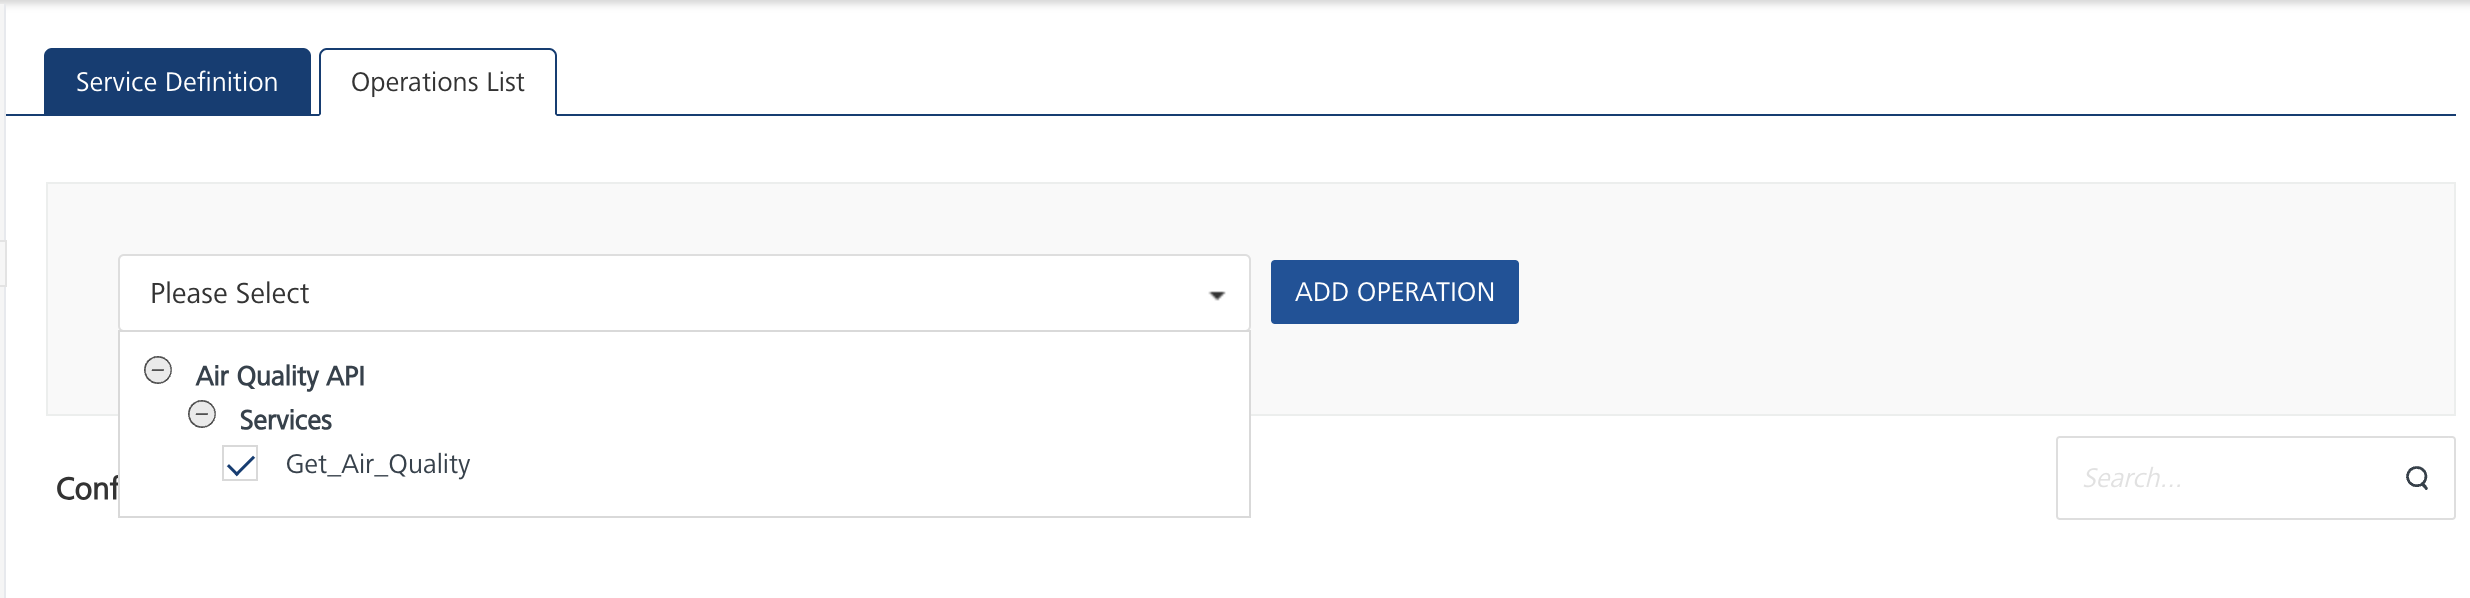 Service Definition
Operations List
Please Select
ADD OPERATION
Air Quality API
Services
Get_Air_Quality
Conf
Search...